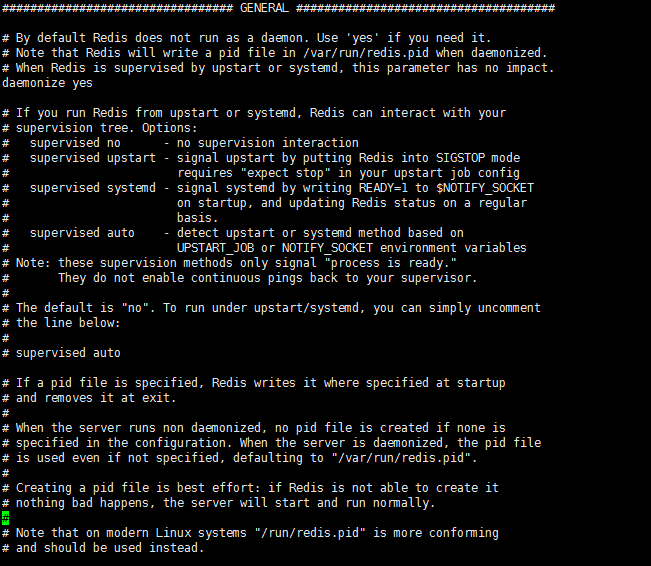 ################################# GENERAL #####################################

# By default Redis does not run as a daemon. Use 'yes' if you need it.
# Note that Redis will write a pid file in /var/run/redis.pid when daemonized.
# When Redis is supervised by upstart or systemd, this parameter has no impact.
daemonize yes

# If you run Redis from upstart or systemd, Redis can interact with your
# supervision tree. Options:
#   supervised no      - no supervision interaction
#   supervised upstart - signal upstart by putting Redis into SIGSTOP mode
#                        requires "expect stop" in your upstart job config
#   supervised systemd - signal systemd by writing READY=1 to $NOTIFY_SOCKET
#                        on startup, and updating Redis status on a regular
#                        basis.
#   supervised auto    - detect upstart or systemd method based on
#                        UPSTART_JOB or NOTIFY_SOCKET environment variables
# Note: these supervision methods only signal "process is ready."
#       They do not enable continuous pings back to your supervisor.
#
# The default is "no". To run under upstart/systemd, you can simply uncomment
# the line below:
#
# supervised auto

# If a pid file is specified, Redis writes it where specified at startup
# and removes it at exit.
#
# When the server runs non daemonized, no pid file is created if none is
# specified in the configuration. When the server is daemonized, the pid file
# is used even if not specified, defaulting to "/var/run/redis.pid".
#
# Creating a pid file is best effort: if Redis is not able to create it
# nothing bad happens, the server will start and run normally.
#
# Note that on modern Linux systems "/run/redis.pid" is more conforming
# and should be used instead.